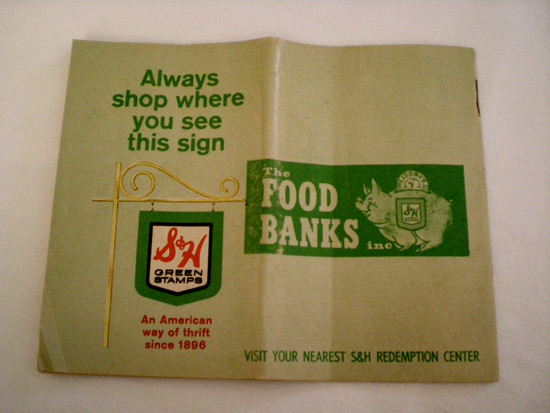 Always
shop where
you see
this sign
S&H
GREEN
STAMPS
An American
way of thrift
since 1896
The
FOOD
BANKS
inc
S&H
VISIT YOUR NEAREST S&H REDEMPTION CENTER